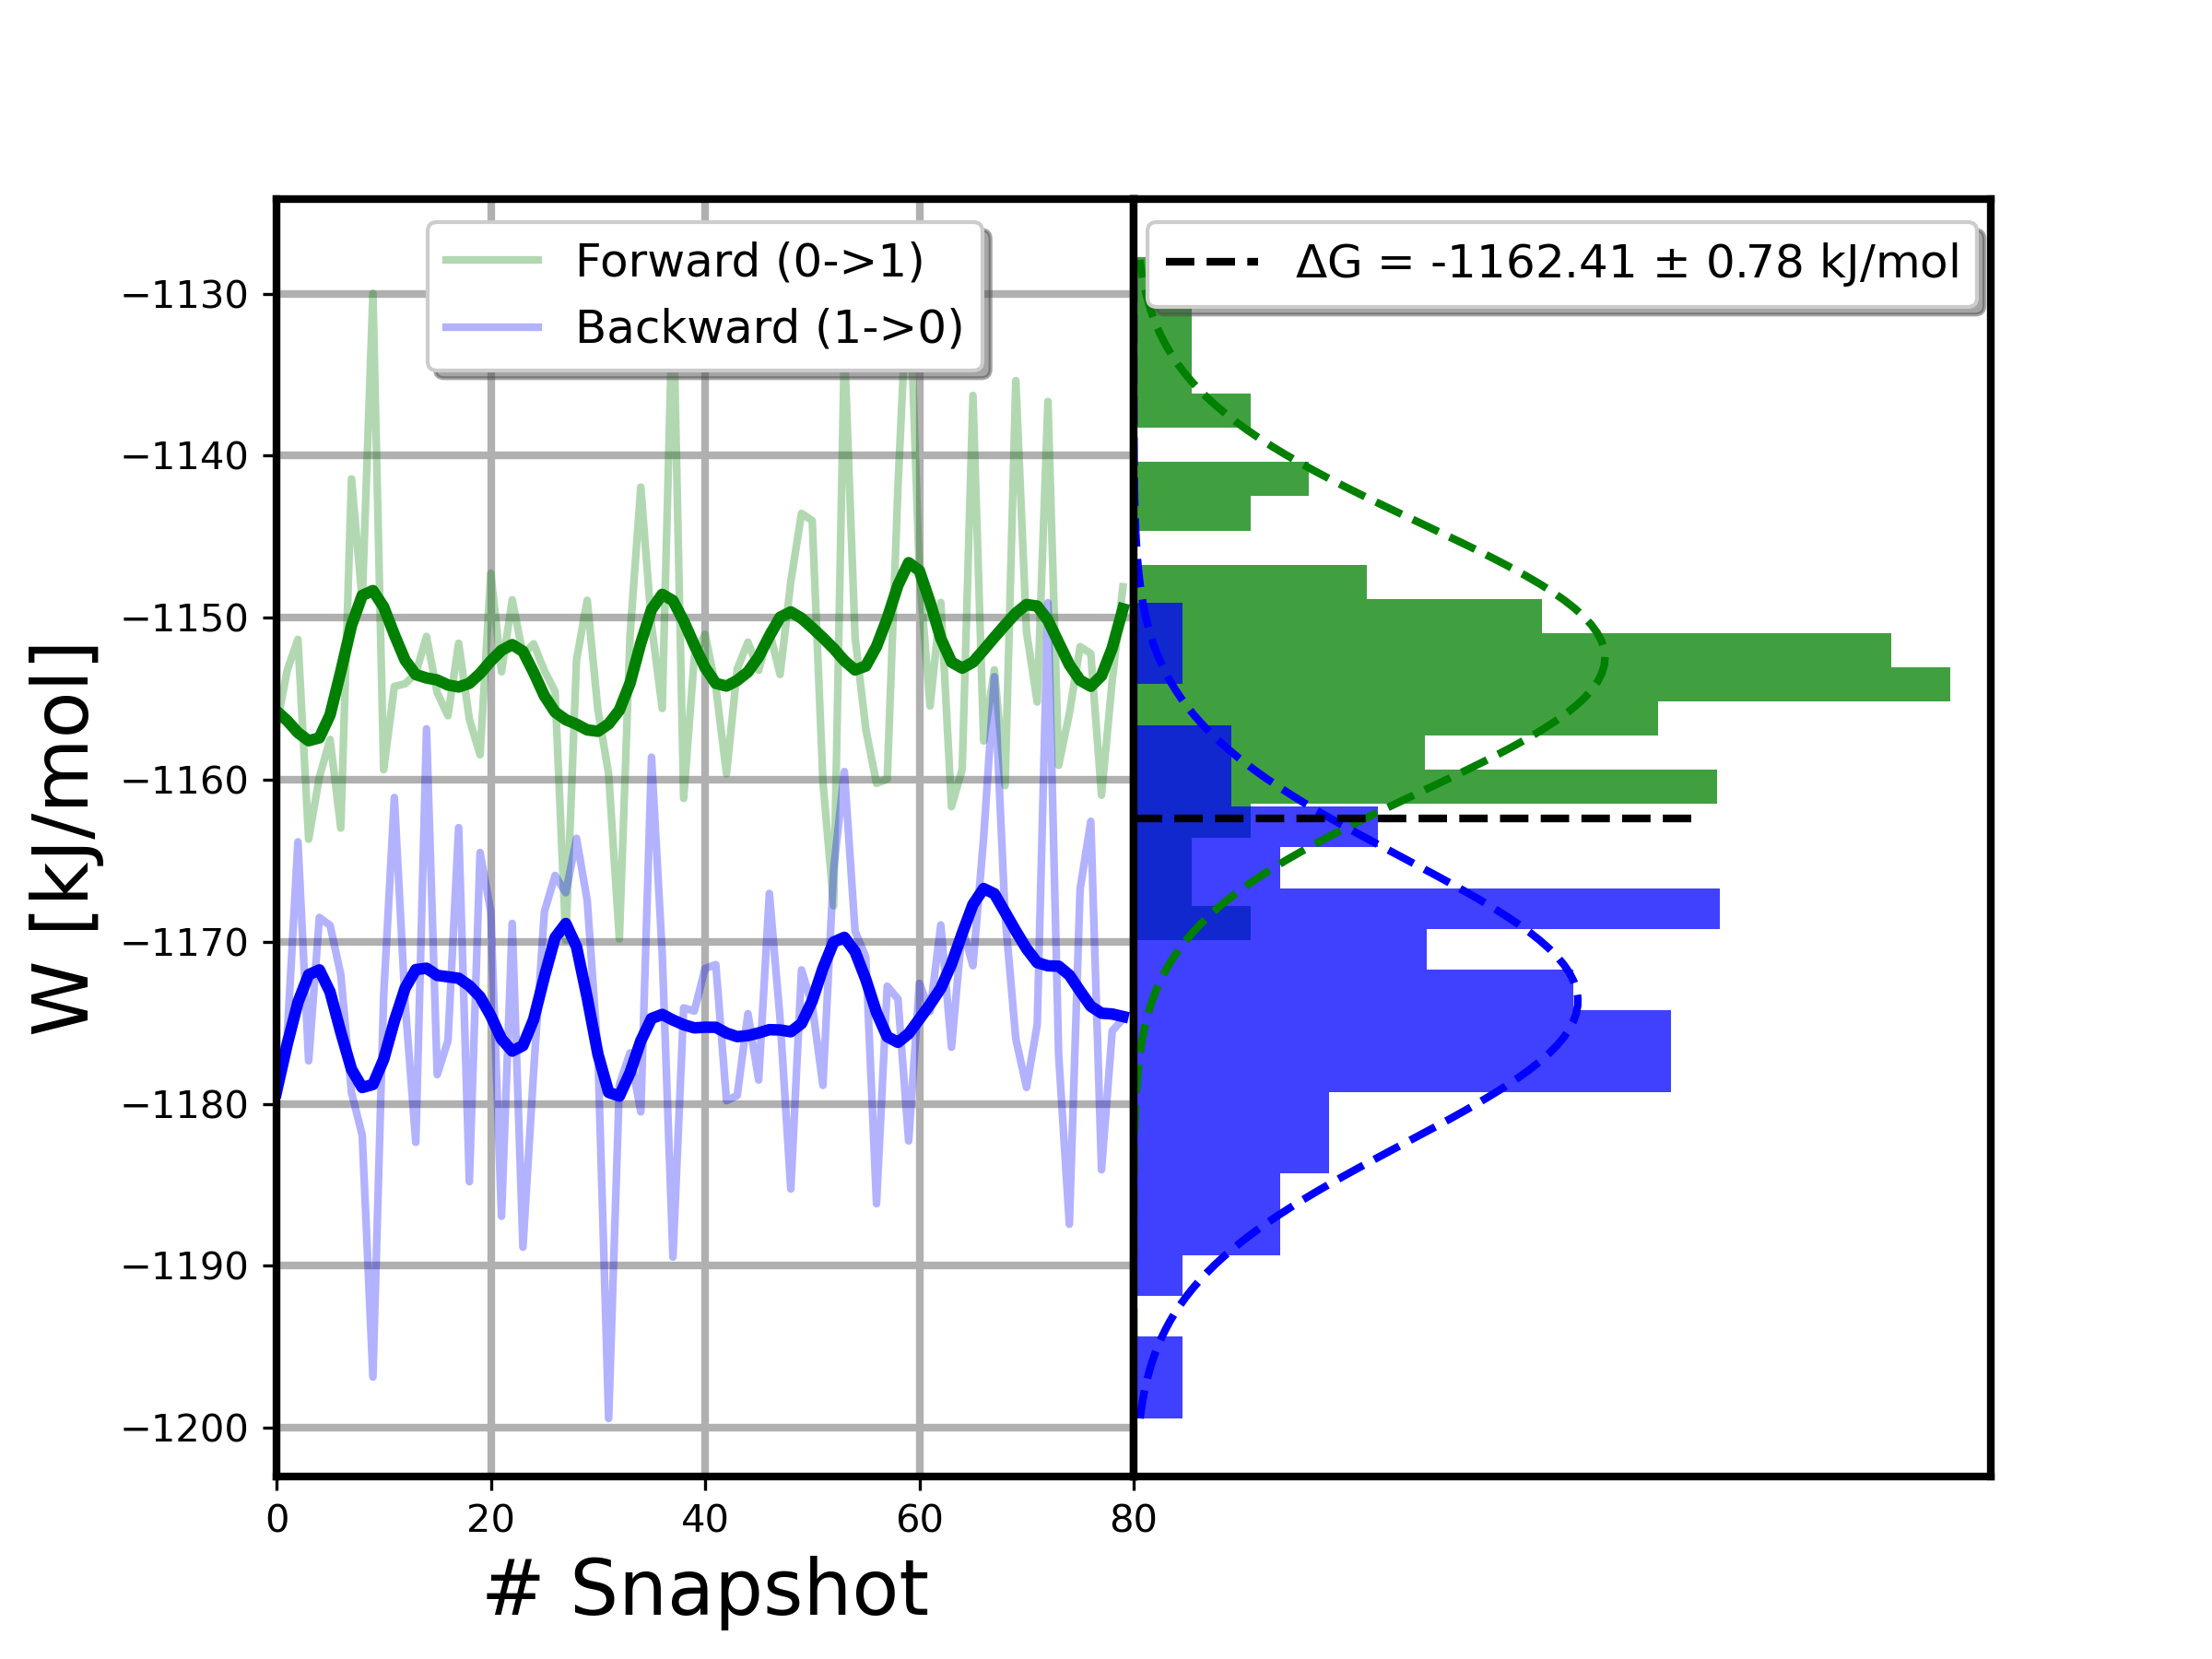 Forward (0->1)
Backward (1->0)
ΔG = -1162.41 ± 0.78 kJ/mol
W [kJ/mol]
−1130
−1140
−1150
−1160
−1170
−1180
−1190
−1200
0 20 40 60 80
# Snapshot